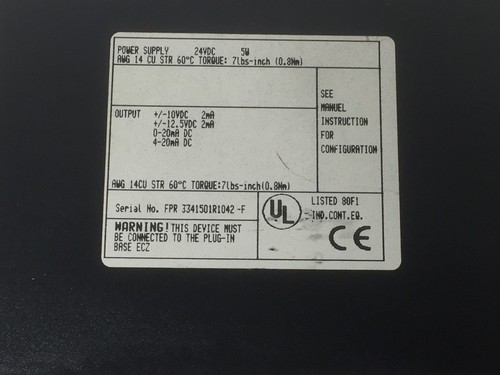 POWER SUPPLY 24VDC 5W
AWG 14 CU STR 60°C TORQUE: 7lbs-inch (0.8Nm)
OUTPUT +/-10VDC 2mA
+/-12.5VDC 2mA
0-20mA DC
4-20mA DC
AWG 14CU STR 60°C TORQUE:7lbs-inch(0.8Nm)
SEE
MANUEL
INSTRUCTION
FOR
CONFIGURATION
Serial No. FPR 3341501R1042-F
WARNING! THIS DEVICE MUST
BE CONNECTED TO THE PLUG-IN
BASE ECZ
UL
LISTED 80F1
IND.CONT.EQ.
CE